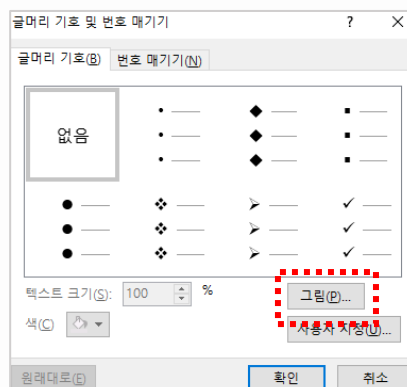 글머리 기호 및 번호 매기기 ? X
글머리 기호(B) 번호 매기기(N)
없음
텍스트 크기(S): 100 %
그림(P)...
색(C)
사용자 지정(U)...
원래대로(E) 확인 취소